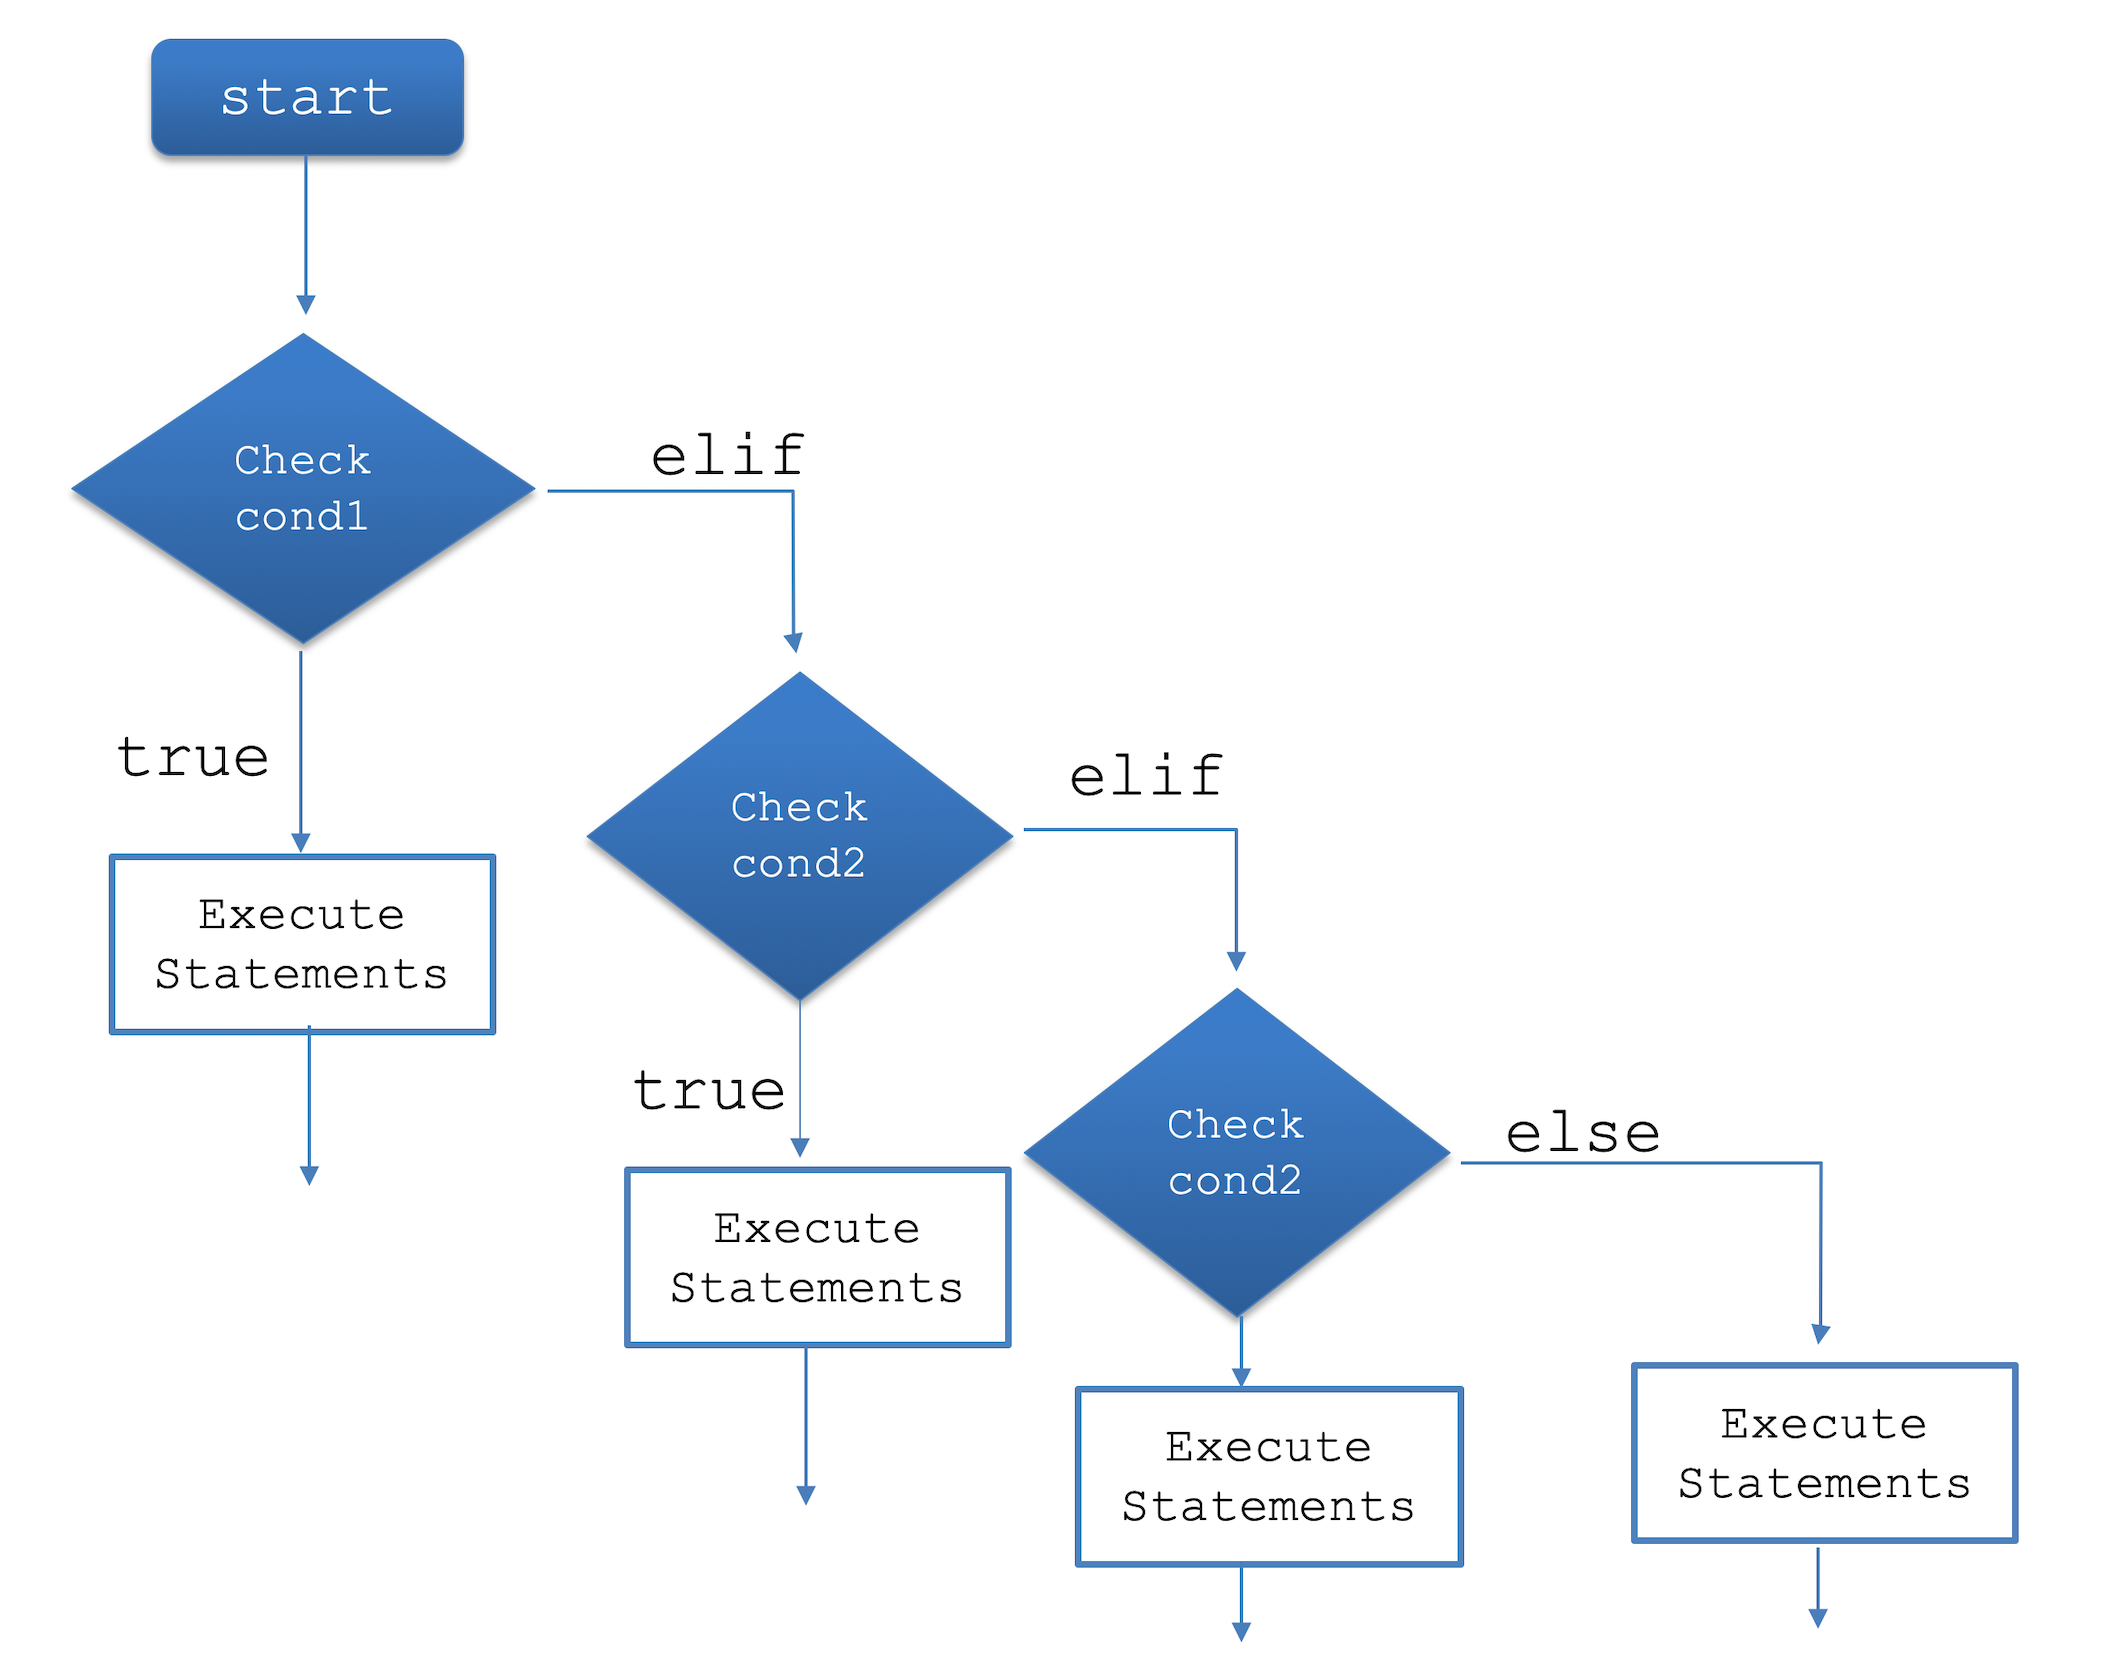 start
Check
cond1
elif
true
Execute
Statements
Check
cond2
elif
true
Execute
Statements
Check
cond2
else
Execute
Statements
Execute
Statements